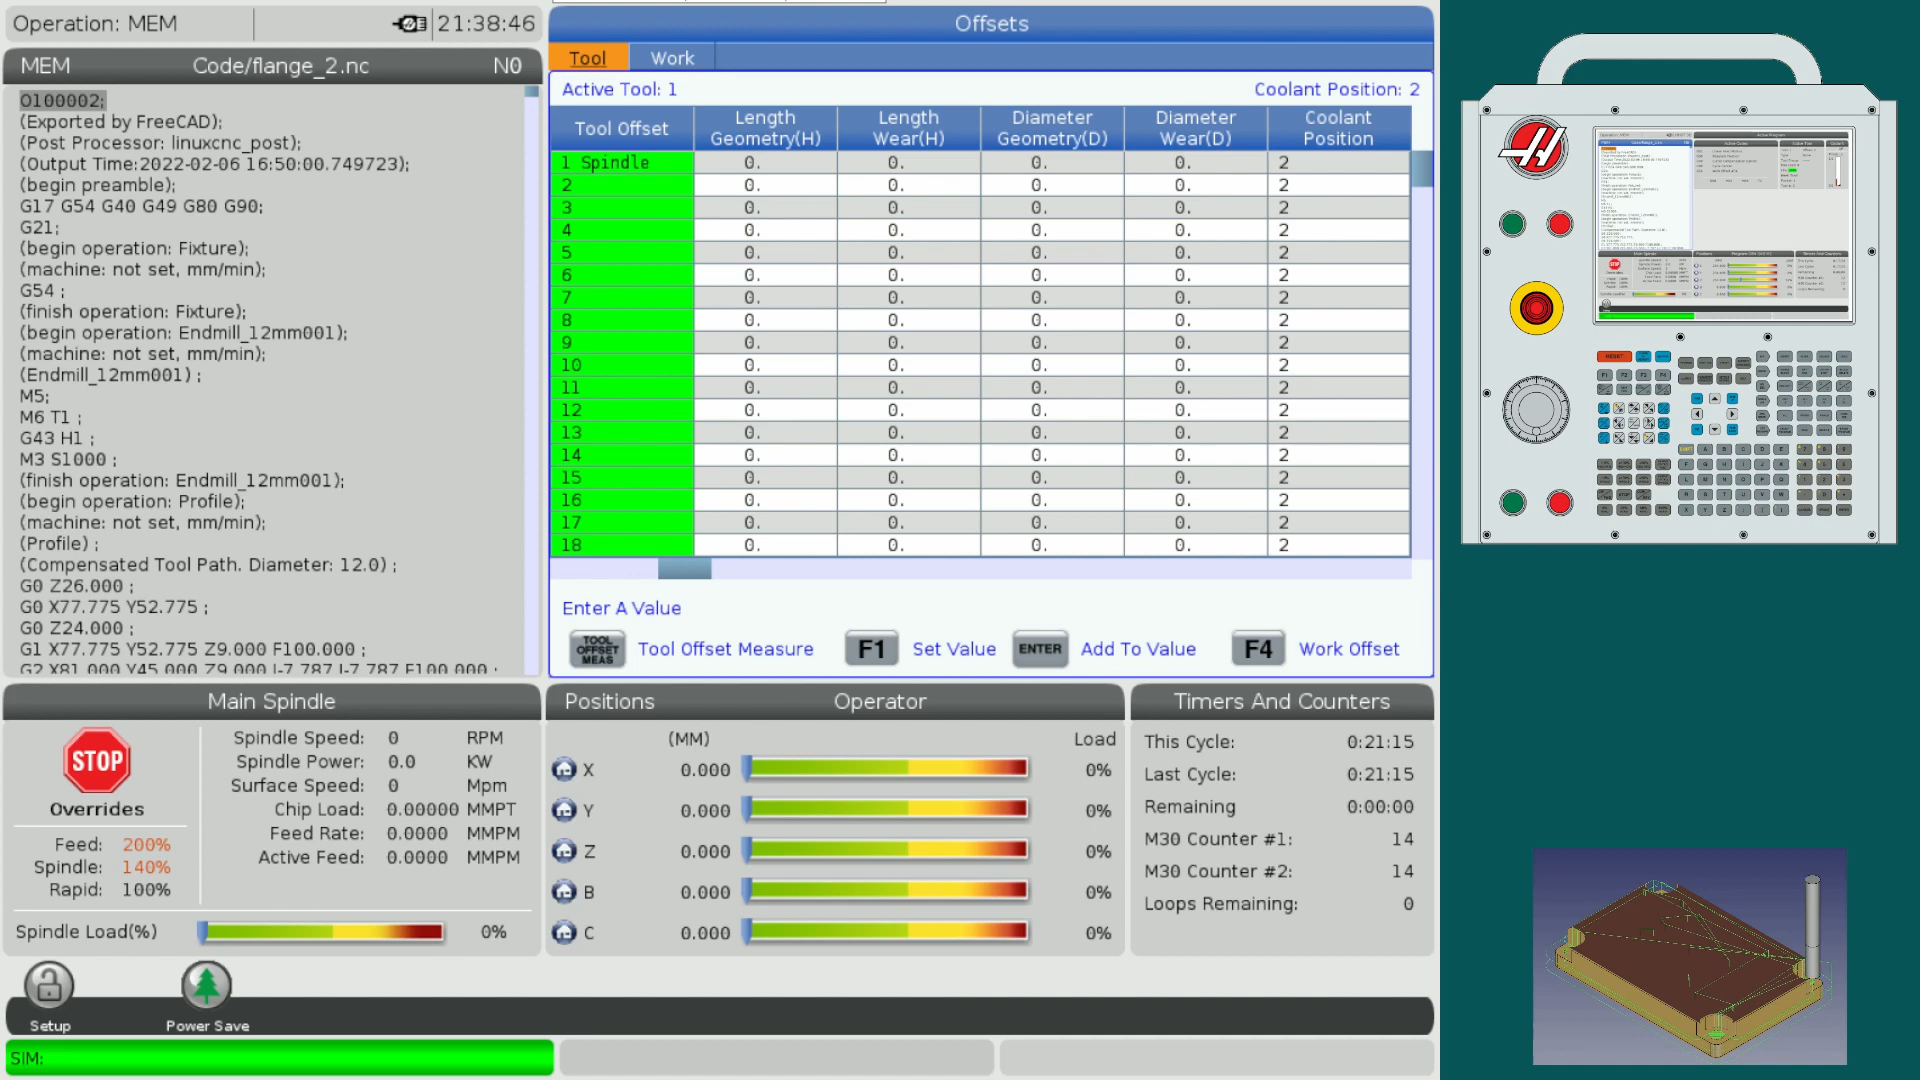 Operation: MEM
21:38:46
MEM Code/flange_2.nc N0
O100002;
(Exported by FreeCAD);
(Post Processor: linuxcnc_post);
(Output Time:2022-02-06 16:50:00.749723);
(begin preamble);
G17 G54 G40 G49 G80 G90;
G21;
(begin operation: Fixture);
(machine: not set, mm/min);
G54 ;
(finish operation: Fixture);
(begin operation: Endmill_12mm001);
(machine: not set, mm/min);
(Endmill_12mm001) ;
M5;
M6 T1 ;
G43 H1 ;
M3 S1000 ;
(finish operation: Endmill_12mm001);
(begin operation: Profile);
(machine: not set, mm/min);
(Profile) ;
(Compensated Tool Path. Diameter: 12.0) ;
G0 Z26.000 ;
G0 X77.775 Y52.775 ;
G0 Z24.000 ;
G1 X77.775 Y52.775 Z9.000 F100.000 ;
G2 X81.000 Y45.000 Z9.000 I-7.787 J-7.787 F100.000 ;
Offsets
Tool Work
Active Tool: 1 Coolant Position: 2
Tool Offset Length Geometry(H) Length Wear(H) Diameter Geometry(D) Diameter Wear(D) Coolant Position
1 Spindle 0. 0. 0. 0. 2
2 0. 0. 0. 0. 2
3 0. 0. 0. 0. 2
4 0. 0. 0. 0. 2
5 0. 0. 0. 0. 2
6 0. 0. 0. 0. 2
7 0. 0. 0. 0. 2
8 0. 0. 0. 0. 2
9 0. 0. 0. 0. 2
10 0. 0. 0. 0. 2
11 0. 0. 0. 0. 2
12 0. 0. 0. 0. 2
13 0. 0. 0. 0. 2
14 0. 0. 0. 0. 2
15 0. 0. 0. 0. 2
16 0. 0. 0. 0. 2
17 0. 0. 0. 0. 2
18 0. 0. 0. 0. 2
Enter A Value
TOOL OFFSET MEAS Tool Offset Measure F1 Set Value ENTER Add To Value F4 Work Offset
Main Spindle
STOP
Overrides
Feed: 200%
Spindle: 140%
Rapid: 100%
Spindle Speed: 0 RPM
Spindle Power: 0.0 KW
Surface Speed: 0 Mpm
Chip Load: 0.00000 MMPT
Feed Rate: 0.0000 MMPM
Active Feed: 0.0000 MMPM
Spindle Load(%) 0%
Positions Operator
(MM) Load
X 0.000 0%
Y 0.000 0%
Z 0.000 0%
B 0.000 0%
C 0.000 0%
Timers And Counters
This Cycle: 0:21:15
Last Cycle: 0:21:15
Remaining 0:00:00
M30 Counter #1: 14
M30 Counter #2: 14
Loops Remaining: 0
Setup Power Save
SIM: